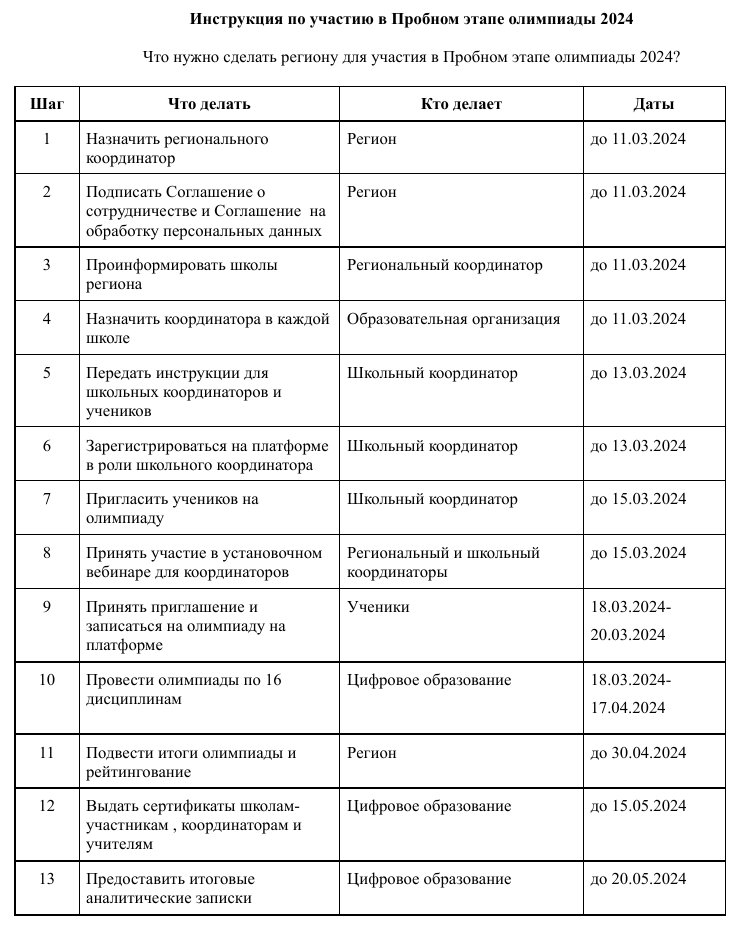 Инструкция по участию в Пробном этапе олимпиады 2024
Что нужно сделать региону для участия в Пробном этапе олимпиады 2024?
Шаг Что делать Кто делает Даты
1 Назначить регионального Регион до 11.03.2024
координатор
2 Подписать Соглашение о Регион до 11.03.2024
сотрудничестве и Соглашение на
обработку персональных данных
3 Проинформировать школы Региональный координатор до 11.03.2024
региона
4 Назначить координатора в каждой Образовательная организация до 11.03.2024
школе
5 Передать инструкции для Школьный координатор до 13.03.2024
школьных координаторов и
учеников
6 Зарегистрироваться на платформе Школьный координатор до 13.03.2024
в роли школьного координатора
7 Пригласить учеников на Школьный координатор до 15.03.2024
олимпиаду
8 Принять участие в установочном Региональный и школьный до 15.03.2024
вебинаре для координаторов координаторы
9 Принять приглашение и Ученики 18.03.2024-
записаться на олимпиаду на 20.03.2024
платформе
10 Провести олимпиады по 16 Цифровое образование 18.03.2024-
дисциплинам 17.04.2024
11 Подвести итоги олимпиады и Регион до 30.04.2024
рейтингование
12 Выдать сертификаты школам- Цифровое образование до 15.05.2024
участникам , координаторам и
учителям
13 Предоставить итоговые Цифровое образование до 20.05.2024
аналитические записки